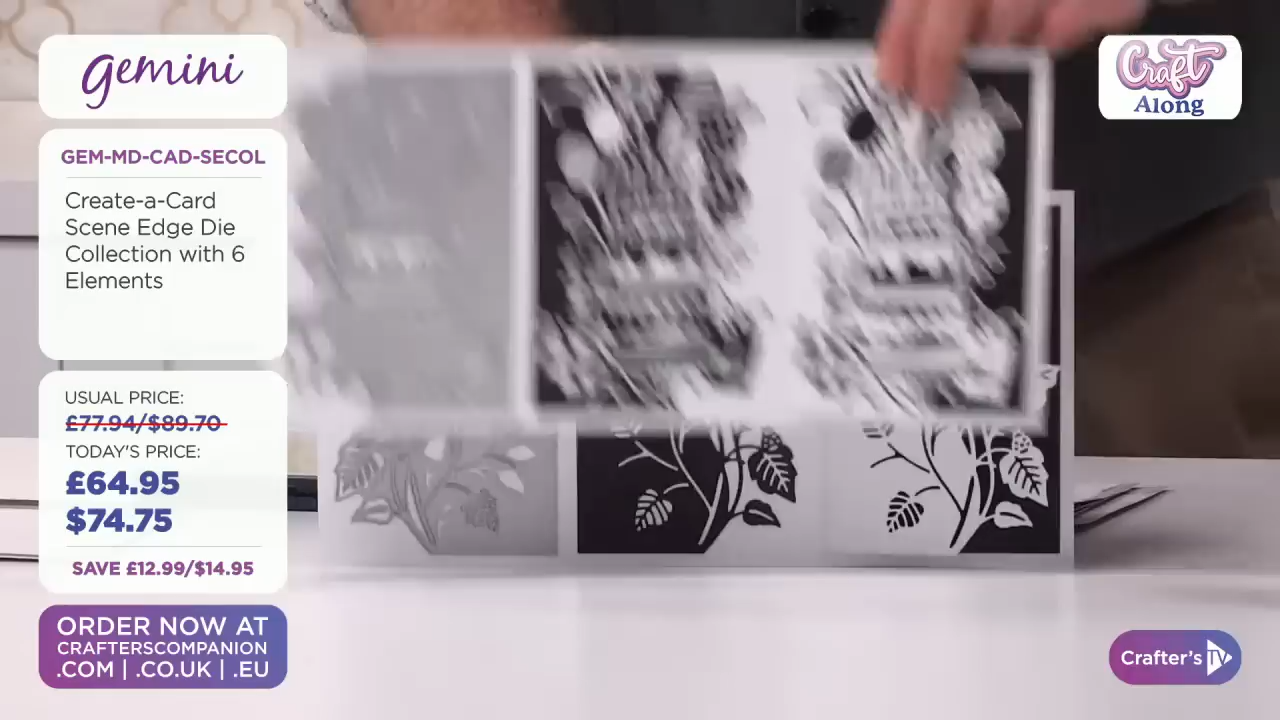 gemini
GEM-MD-CAD-SECOL
Create-a-Card
Scene Edge Die
Collection with 6
Elements
USUAL PRICE:
£77.94/$89.70
TODAY'S PRICE:
£64.95
$74.75
SAVE £12.99/$14.95
ORDER NOW AT
CRAFTERSCOMPANION
.COM | .CO.UK | .EU
Craft
Along
Crafter's TV